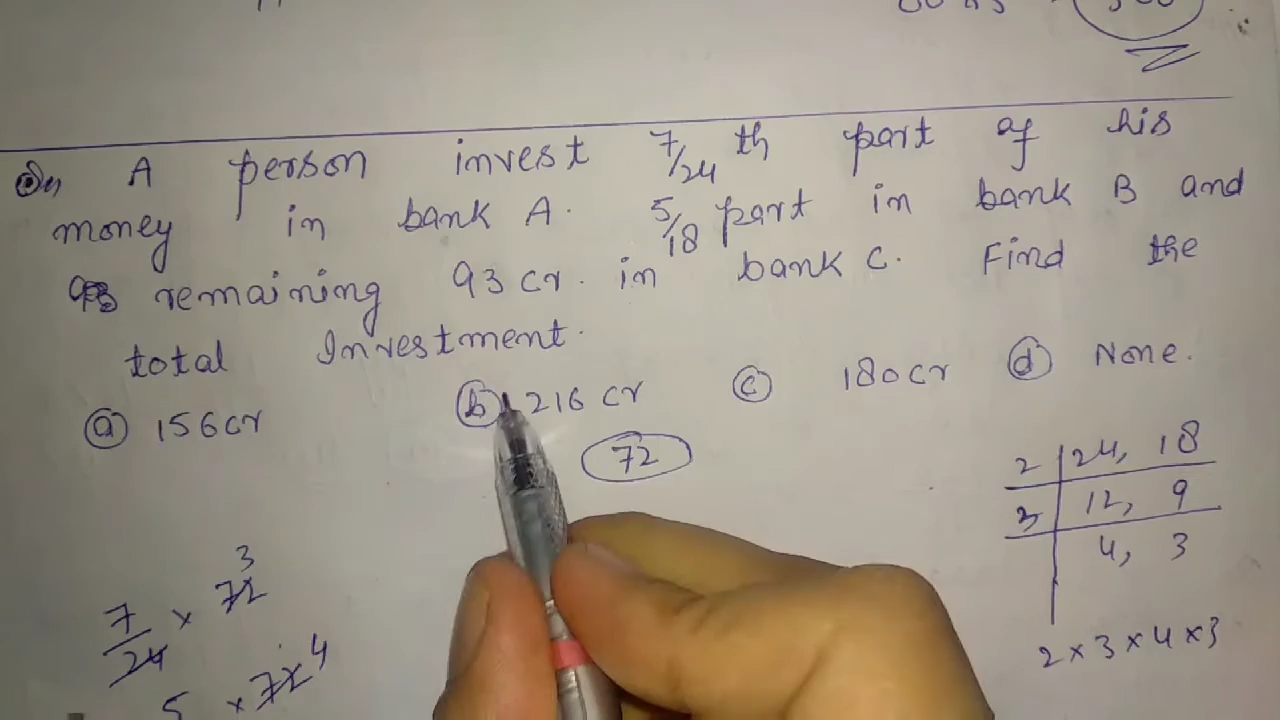 A person invest 7/24 th part of his
money in bank A. 5/18 part in bank B and
remaining 93 cr. in bank C. Find the
total Investment.
(a) 156 cr (b) 216 cr (c) 180 cr (d) None.
72
2 | 24, 18
3 | 12, 9
4, 3
2 × 3 × 4 × 3
7/24 × 72 3
5 × 72 4